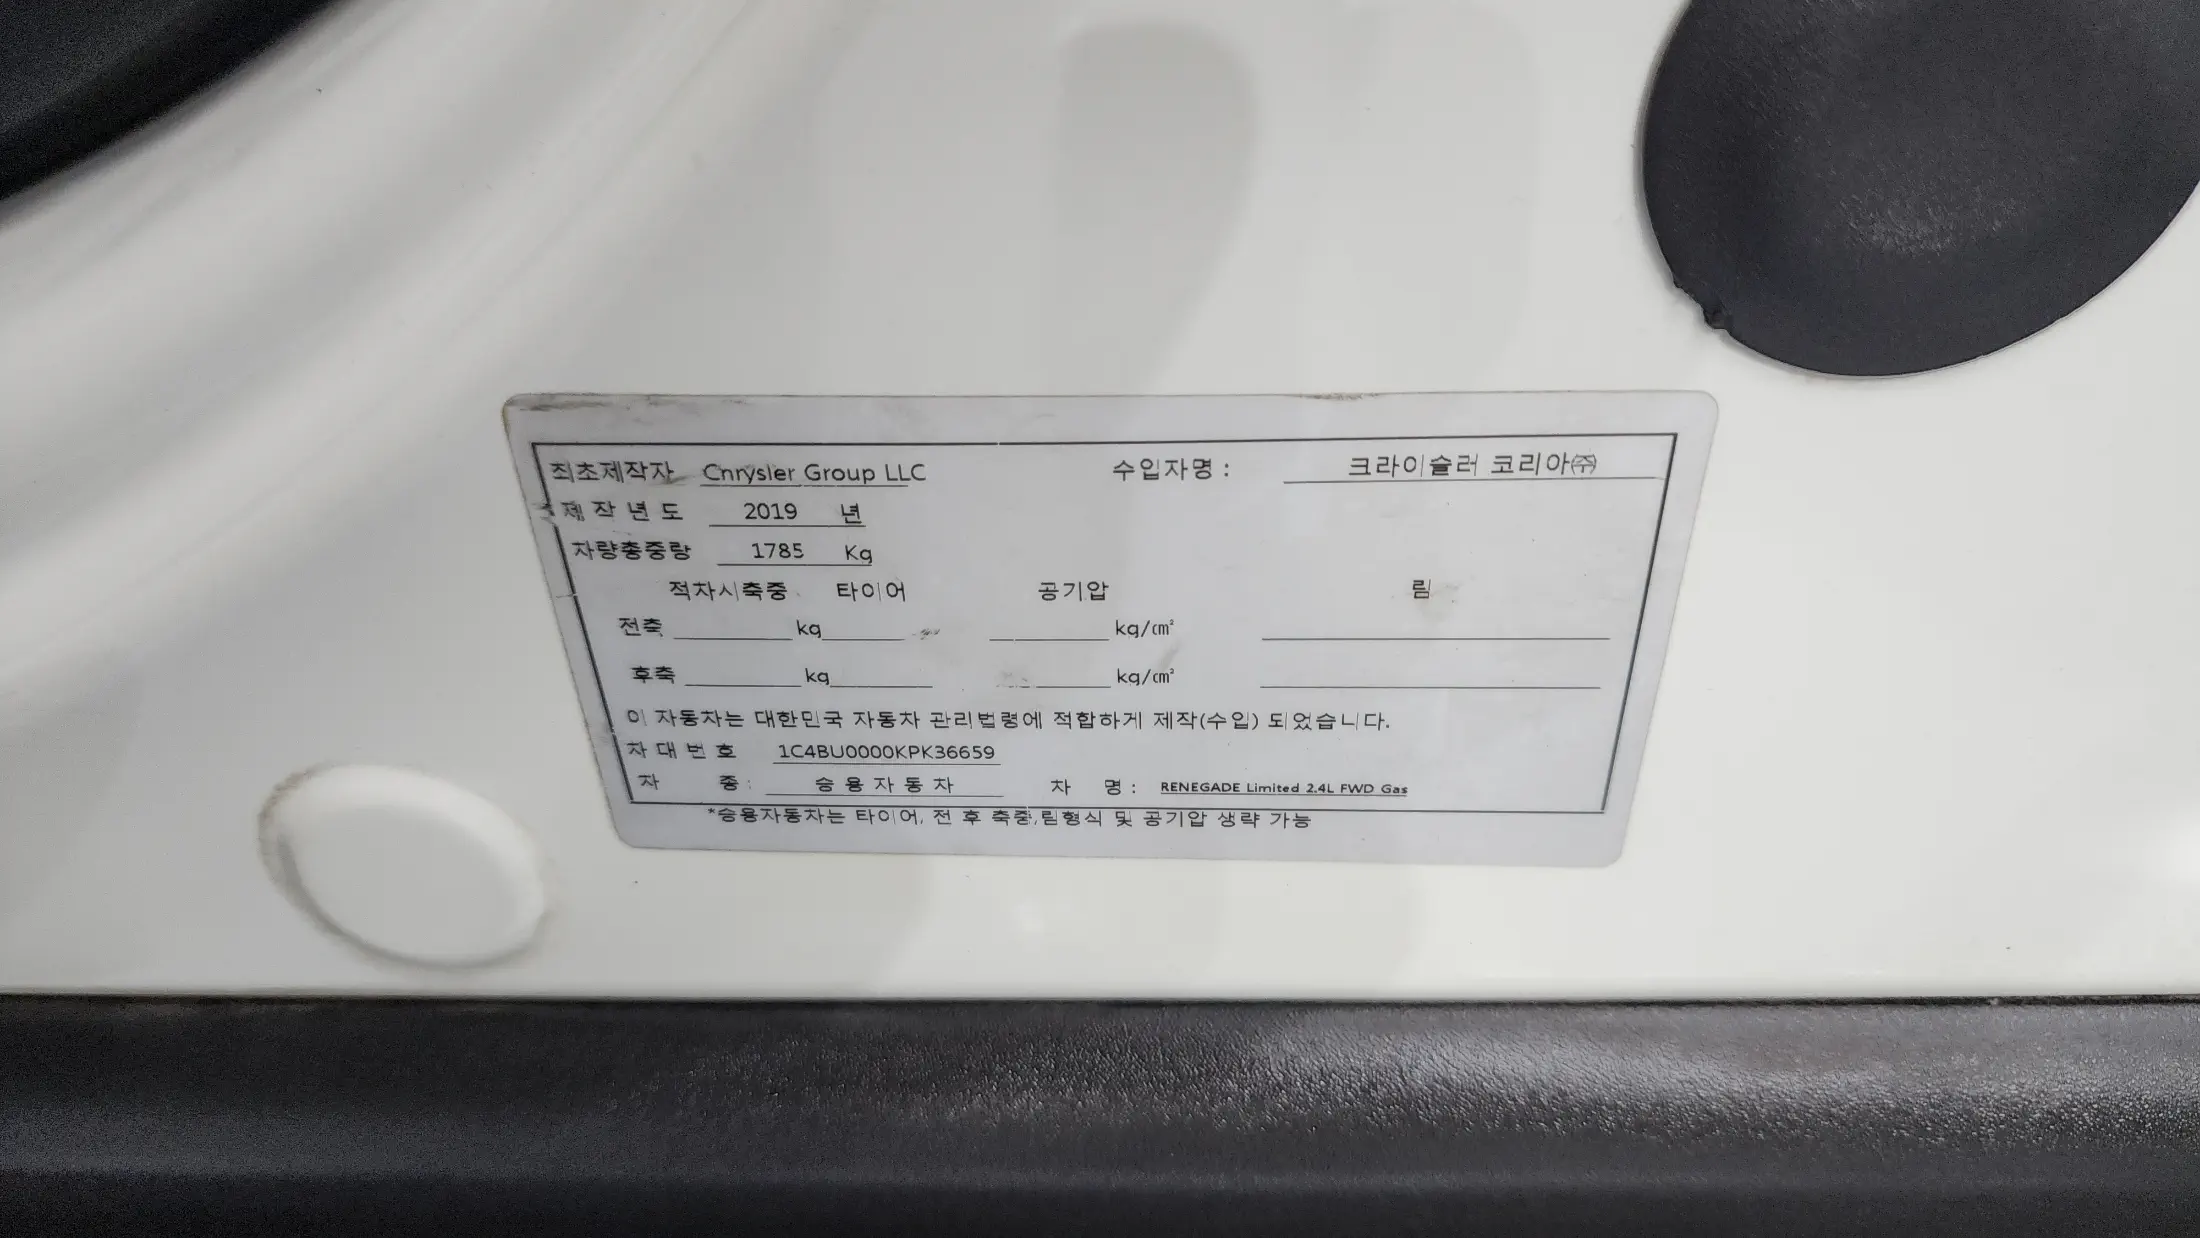 최초제작자 Chrysler Group LLC 수입자명 : 크라이슬러 코리아㈜
제작년도 2019 년
차량총중량 1785 Kg
적차시축중 타이어 공기압 림
전축 kg kg/㎠
후축 kg kg/㎠
이 자동차는 대한민국 자동차 관리법령에 적합하게 제작(수입) 되었습니다.
차대번호 1C4BU0000KPK36659
차 종 : 승용자동차 차 명 : RENEGADE Limited 2.4L FWD Gas
*승용자동차는 타이어, 전 후 축중,림형식 및 공기압 생략 가능